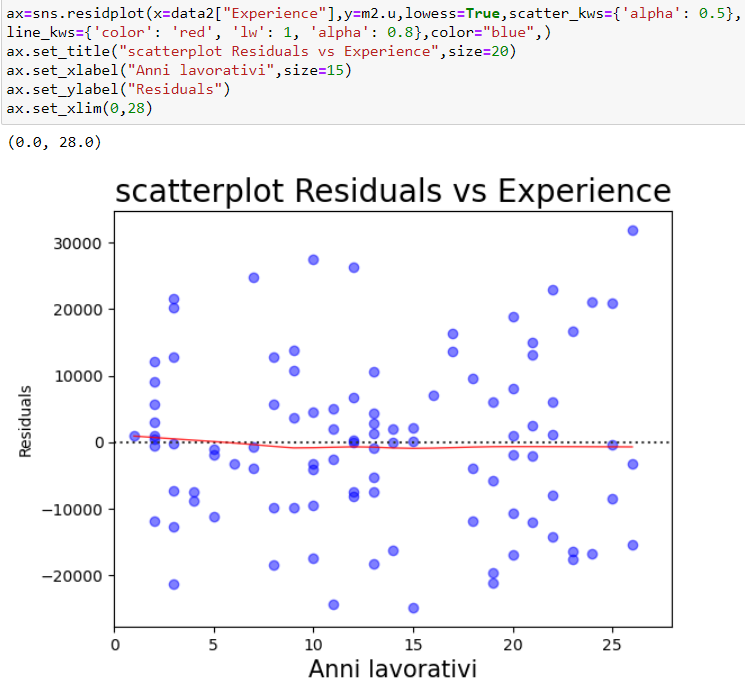 ax=sns.residplot(x=data2["Experience"],y=m2.u,lowess=True,scatter_kws={'alpha': 0.5},
line_kws={'color': 'red', 'lw': 1, 'alpha': 0.8},color="blue",)
ax.set_title("scatterplot Residuals vs Experience",size=20)
ax.set_xlabel("Anni lavorativi",size=15)
ax.set_ylabel("Residuals")
ax.set_xlim(0,28)
(0.0, 28.0)
scatterplot Residuals vs Experience
30000
20000
10000
0
−10000
−20000
Residuals
0 5 10 15 20 25
Anni lavorativi